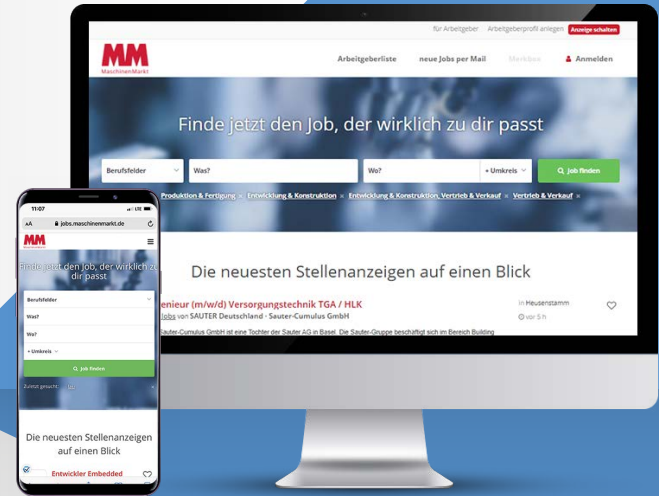 für Arbeitgeber Arbeitgeberprofil anlegen Anzeige schalten
MM
MaschinenMarkt
Arbeitgeberliste neue Jobs per Mail Merkbox Anmelden
Finde jetzt den Job, der wirklich zu dir passt
Berufsfelder Was? Wo? + Umkreis Job finden
Produktion & Fertigung × Entwicklung & Konstruktion × Entwicklung & Konstruktion, Vertrieb & Verkauf × Vertrieb & Verkauf ×
Die neuesten Stellenanzeigen auf einen Blick
enieur (m/w/d) Versorgungstechnik TGA / HLK
in Heusenstamm
Jobs von SAUTER Deutschland - Sauter-Cumulus GmbH
vor 5 h
Sauter-Cumulus GmbH ist eine Tochter der Sauter AG in Basel. Die Sauter-Gruppe beschäftigt sich im Bereich Building
11:07 LTE
AA jobs.maschinenmarkt.de
MM
Finde jetzt den Job, der wirklich zu
dir passt
Berufsfelder
Was?
Wo?
+ Umkreis
Job finden
Zuletzt gesucht:
Die neuesten Stellenanzeigen
auf einen Blick
Entwickler Embedded